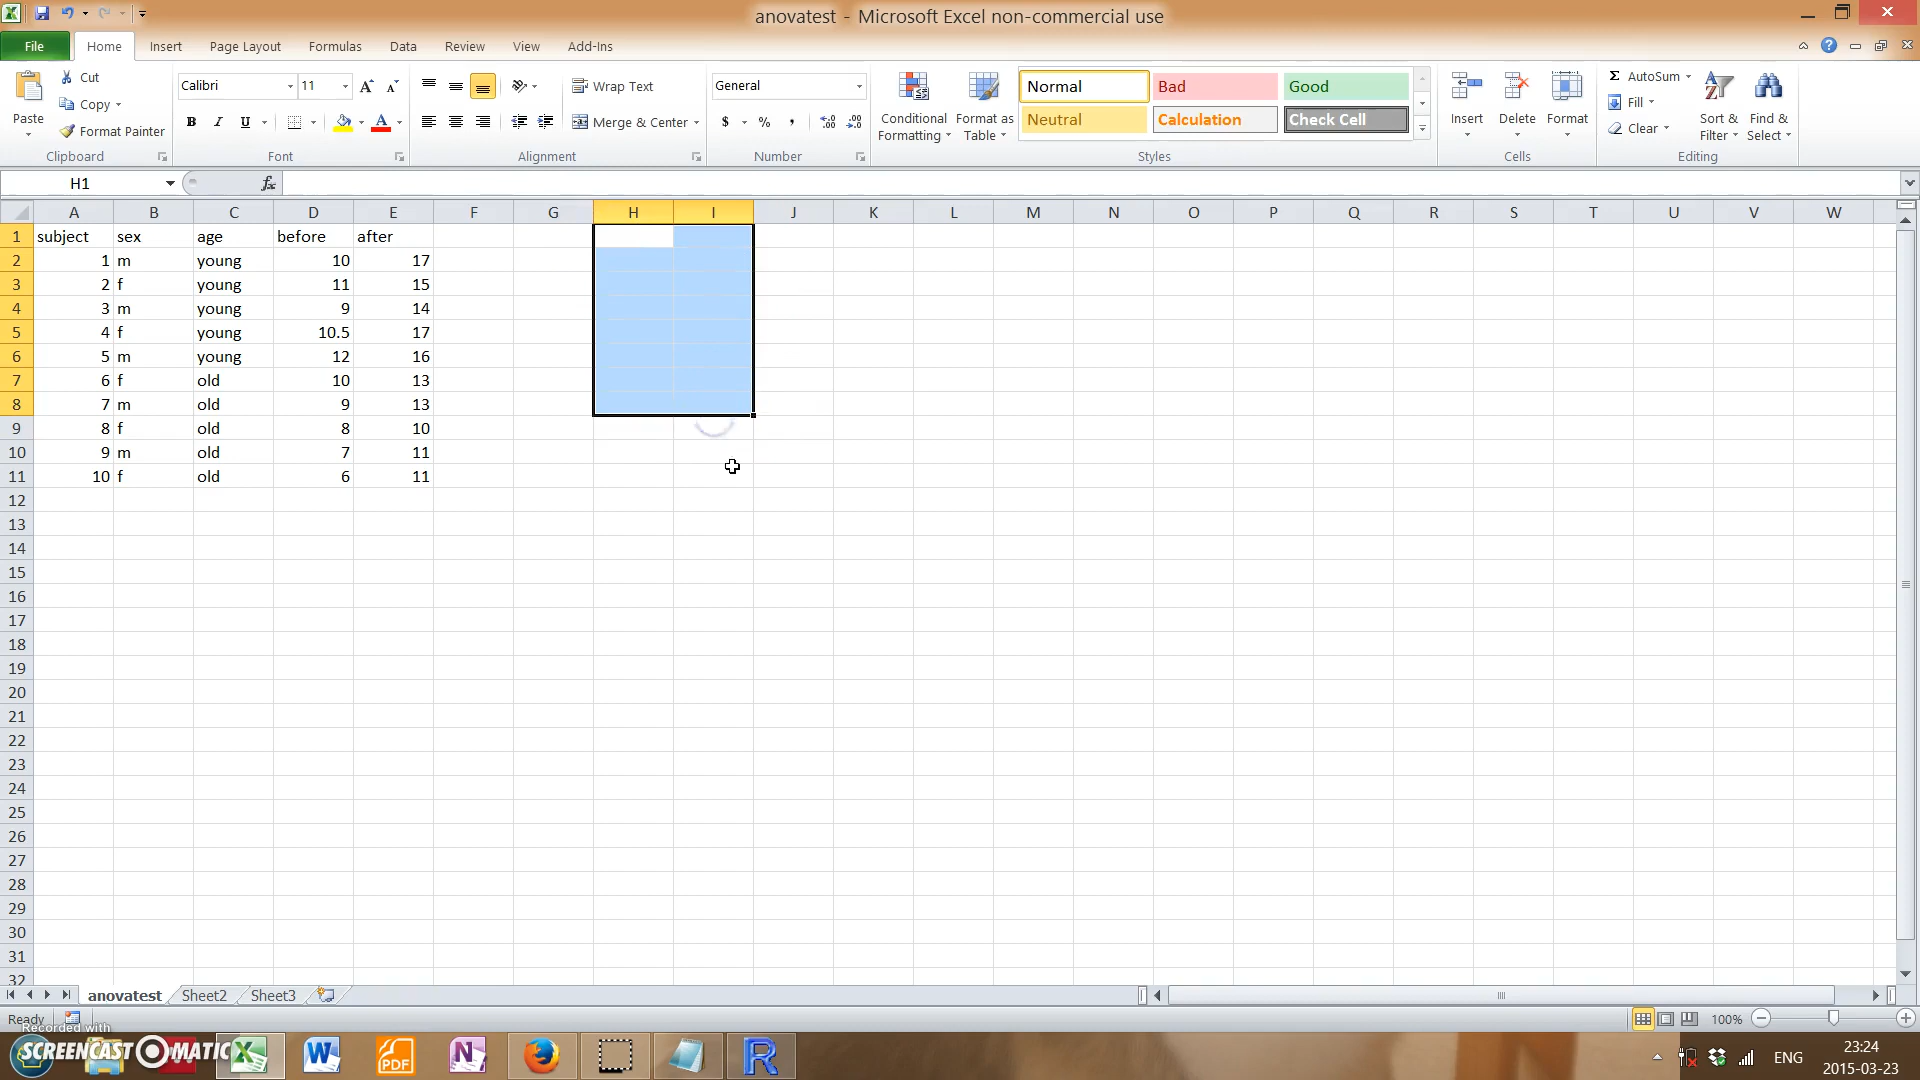 anovatest - Microsoft Excel non-commercial use
File Home Insert Page Layout Formulas Data Review View Add-Ins
Paste
Cut
Copy
Format Painter
Clipboard
Calibri 11
B I U A
Font
Wrap Text
Merge & Center
Alignment
General
$ % ,
Number
Conditional Formatting
Format as Table
Normal Bad Good
Neutral Calculation Check Cell
Styles
Insert Delete Format
Cells
Σ AutoSum
Fill
Clear
Sort & Filter
Find & Select
Editing
H1 fx
A B C D E F G H I J K L M N O P Q R S T U V W
1 subject sex age before after
2 1 m young 10 17
3 2 f young 11 15
4 3 m young 9 14
5 4 f young 10.5 17
6 5 m young 12 16
7 6 f old 10 13
8 7 m old 9 13
9 8 f old 8 10
10 9 m old 7 11
11 10 f old 6 11
12
13
14
15
16
17
18
19
20
21
22
23
24
25
26
27
28
29
30
31
32
anovatest Sheet2 Sheet3
Ready 100%
Recorded with
SCREENCAST-O-MATIC
PDF
ENG
23:24
2015-03-23